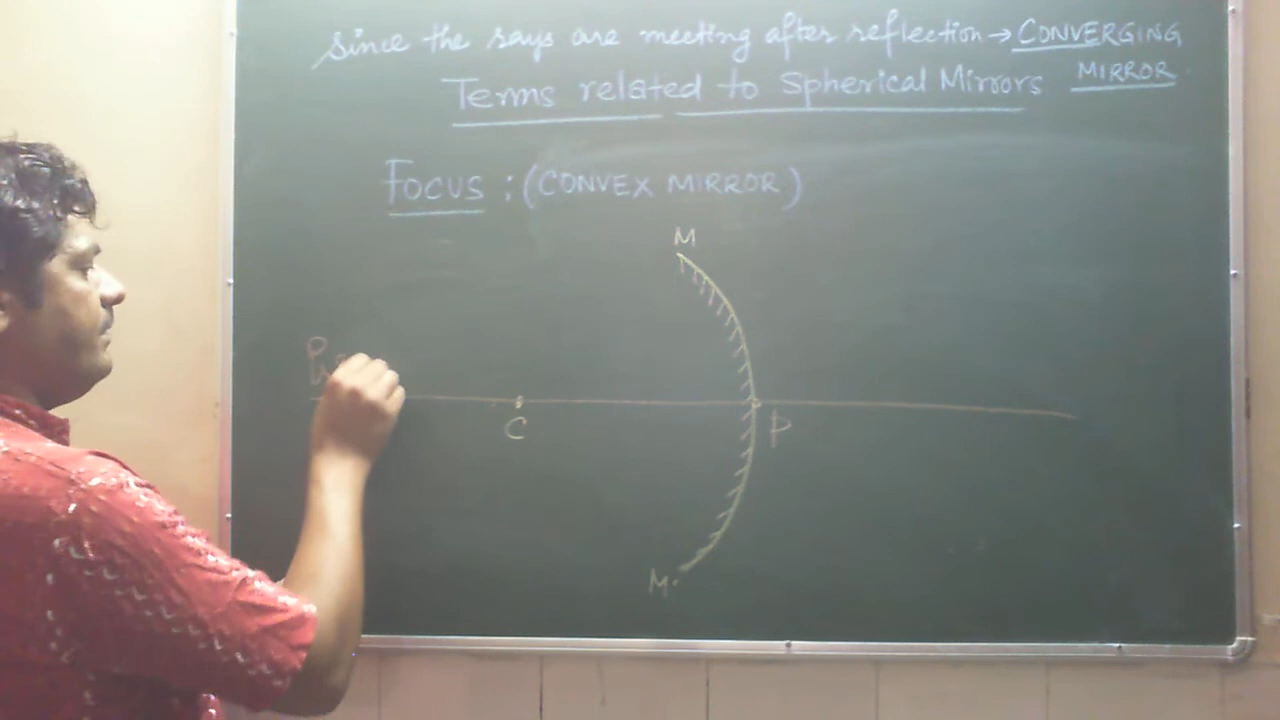 Since the rays are meeting after reflection → CONVERGING
MIRROR
Terms related to Spherical Mirrors
FOCUS : (CONVEX MIRROR)
M
C
P
M'